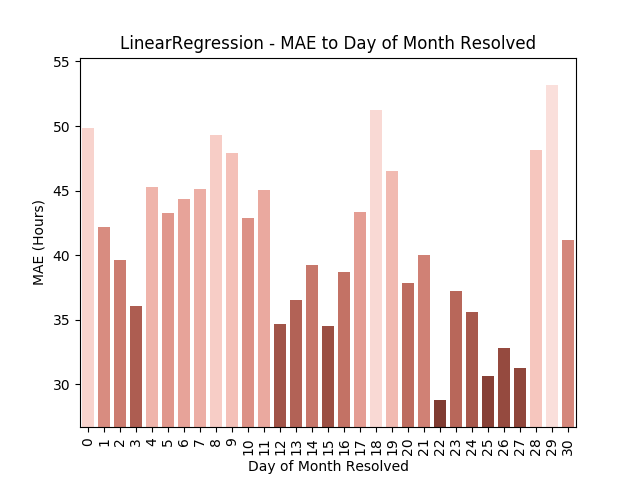 LinearRegression - MAE to Day of Month Resolved
55
50
45
40
35
30
MAE (Hours)
0 1 2 3 4 5 6 7 8 9 10 11 12 13 14 15 16 17 18 19 20 21 22 23 24 25 26 27 28 29 30
Day of Month Resolved